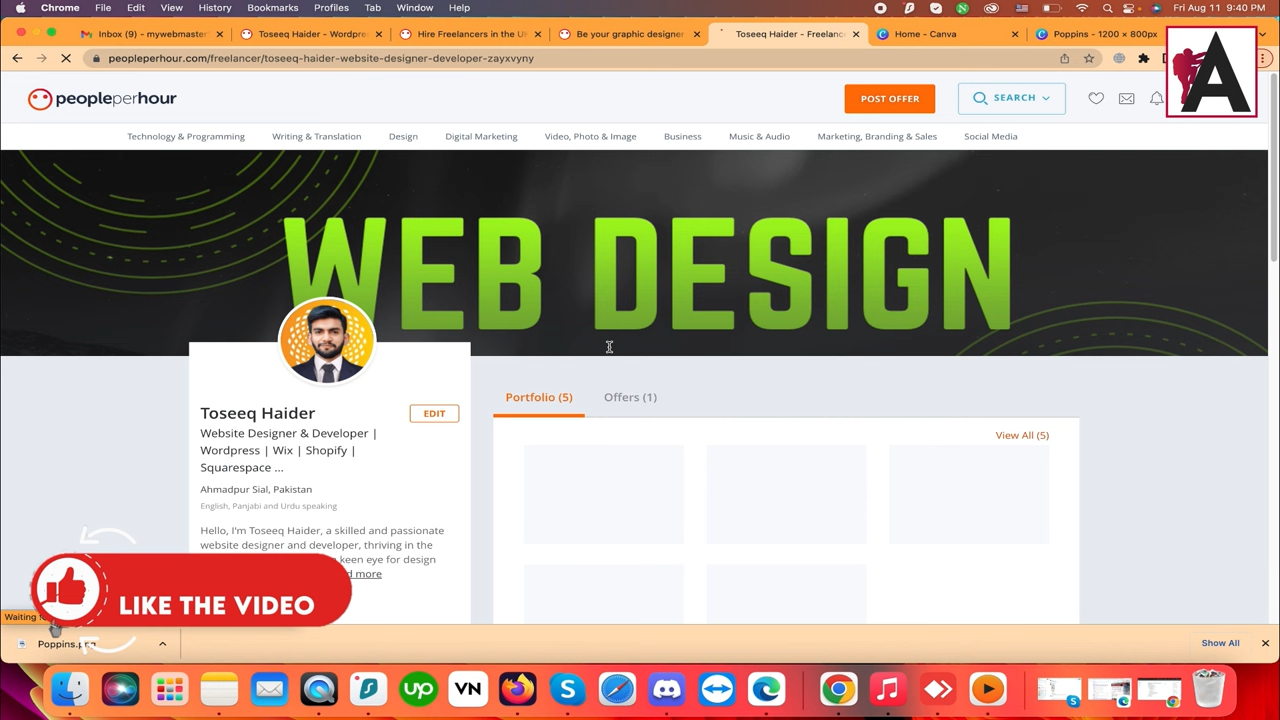 Chrome File Edit View History Bookmarks Profiles Tab Window Help Fri Aug 11 9:40 PM
Inbox (9) - mywebmaster Toseeq Haider - Wordpre Hire Freelancers in the U Be your graphic designer Toseeq Haider - Freelanc Home - Canva Poppins - 1200 × 800px
peopleperhour.com/freelancer/toseeq-haider-website-designer-developer-zayxvyny
A
peopleperhour POST OFFER SEARCH
Technology & Programming Writing & Translation Design Digital Marketing Video, Photo & Image Business Music & Audio Marketing, Branding & Sales Social Media
WEB DESIGN
Toseeq Haider EDIT
Website Designer & Developer |
Wordpress | Wix | Shopify |
Squarespace ...
Ahmadpur Sial, Pakistan
English, Panjabi and Urdu speaking
Hello, I'm Toseeq Haider, a skilled and passionate
website designer and developer, thriving in the
keen eye for design
Portfolio (5) Offers (1)
View All (5)
LIKE THE VIDEO
Waiting
Poppins.png
Show All
up VN